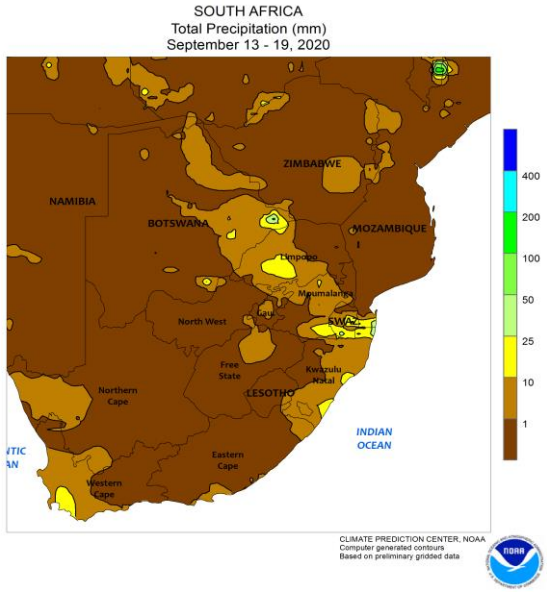 SOUTH AFRICA
Total Precipitation (mm)
September 13 - 19, 2020
ZIMBABWE
NAMIBIA
BOTSWANA
MOZAMBIQUE
Limpopo
Mpumalanga
North West
Gau.
SWAZ.
Free
State
Kwazulu
Natal
Northern
Cape
LESOTHO
Eastern
Cape
Western
Cape
NTIC
AN
INDIAN
OCEAN
400
200
100
50
25
10
1
CLIMATE PREDICTION CENTER, NOAA
Computer generated contours
Based on preliminary gridded data
NOAA